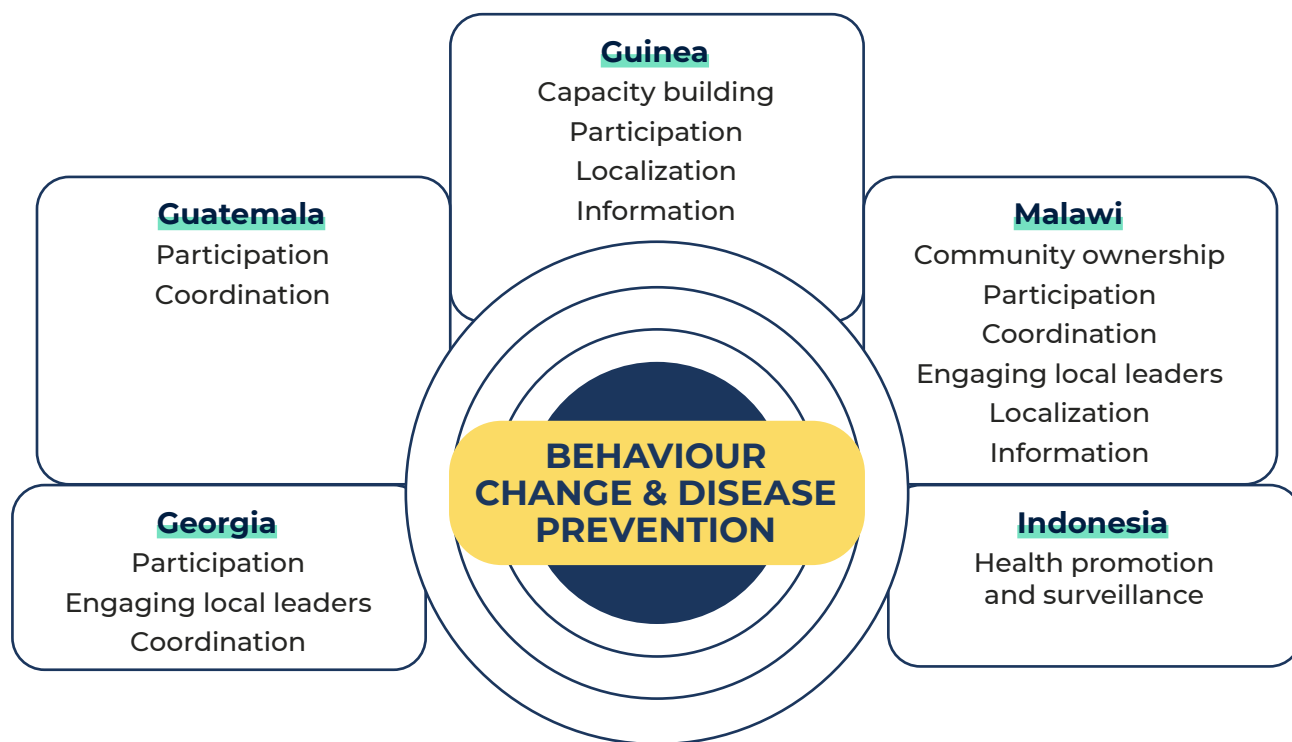 Guinea
Capacity building
Participation
Localization
Information
Guatemala
Participation
Coordination
Malawi
Community ownership
Participation
Coordination
Engaging local leaders
Localization
Information
BEHAVIOUR
CHANGE & DISEASE
PREVENTION
Georgia
Participation
Engaging local leaders
Coordination
Indonesia
Health promotion
and surveillance